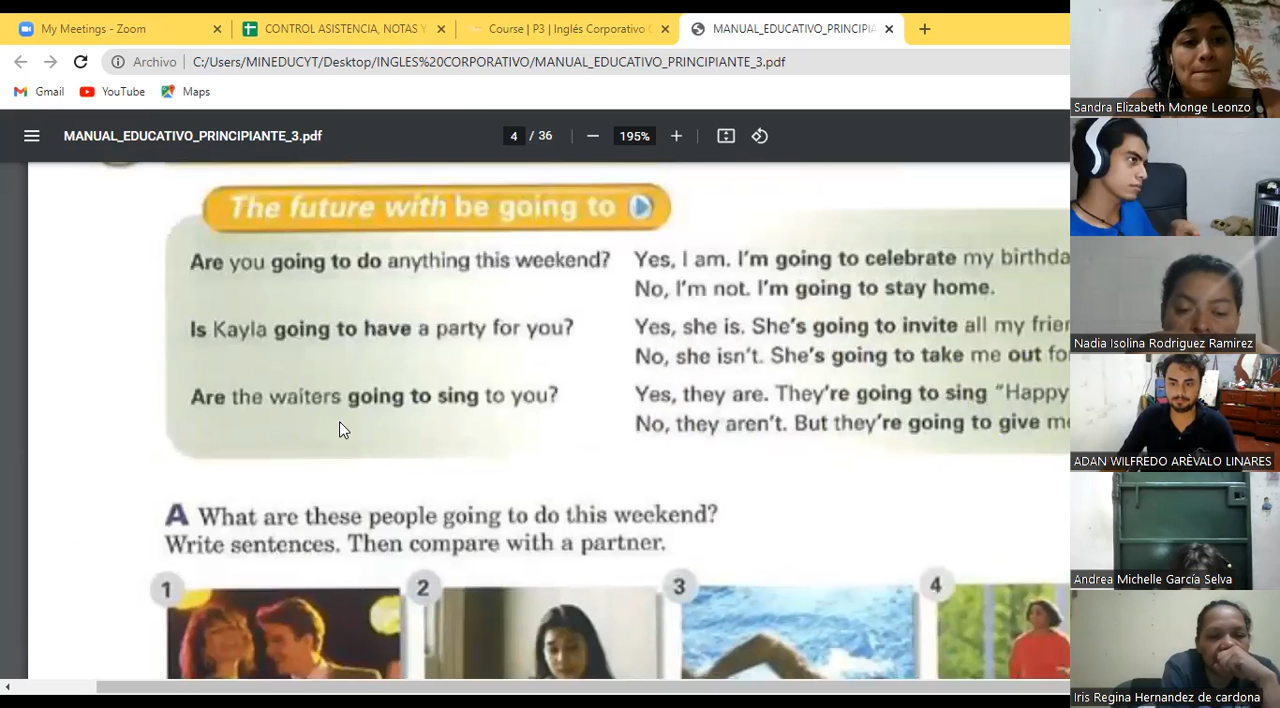 My Meetings - Zoom
CONTROL ASISTENCIA, NOTAS Y
Course | P3 | Inglés Corporativo
MANUAL_EDUCATIVO_PRINCIPIA
Archivo
C:/Users/MINEDUCYT/Desktop/INGLES%20CORPORATIVO/MANUAL_EDUCATIVO_PRINCIPIANTE_3.pdf
Gmail
YouTube
Maps
MANUAL_EDUCATIVO_PRINCIPIANTE_3.pdf
4 / 36
195%
The future with be going to
Are you going to do anything this weekend? Yes, I am. I'm going to celebrate my birthda
No, I'm not. I'm going to stay home.
Is Kayla going to have a party for you? Yes, she is. She's going to invite all my frier
No, she isn't. She's going to take me out fo
Are the waiters going to sing to you? Yes, they are. They're going to sing "Happy
No, they aren't. But they're going to give me
A What are these people going to do this weekend?
Write sentences. Then compare with a partner.
1
2
3
4
Sandra Elizabeth Monge Leonzo
Nadia Isolina Rodriguez Ramirez
ADAN WILFREDO ARÈVALO LINARES
Andrea Michelle García Selva
Iris Regina Hernandez de cardona